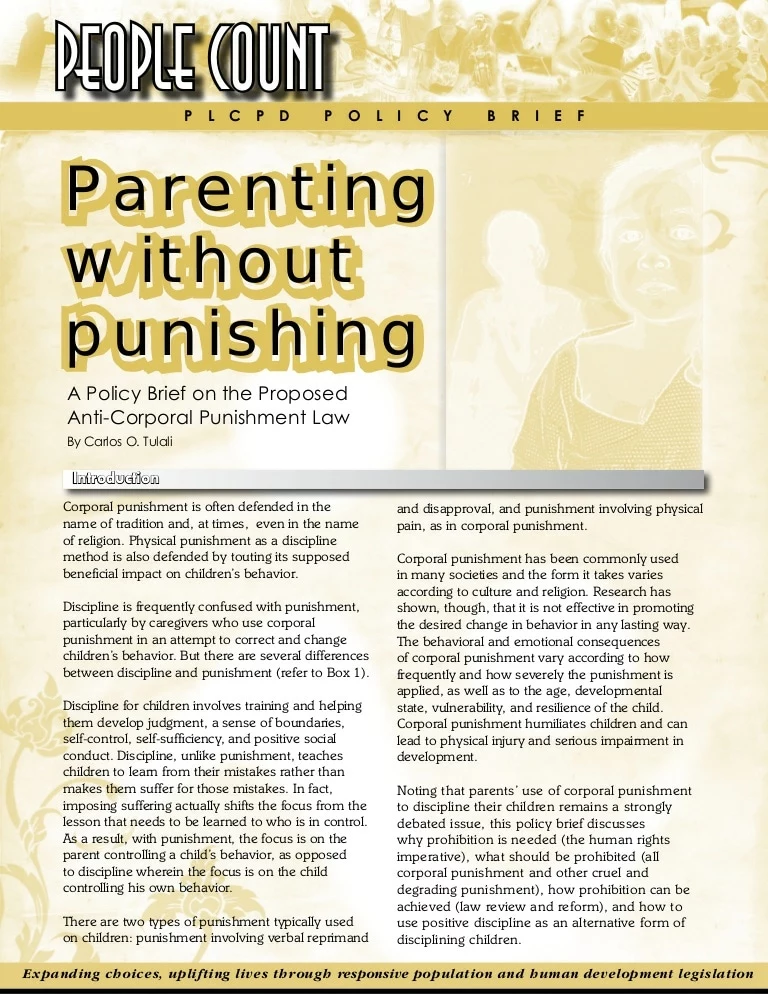 PEOPLE COUNT
PLCPD POLICY BRIEF
Parenting
without
punishing
A Policy Brief on the Proposed
Anti-Corporal Punishment Law
By Carlos O. Tulali
Introduction
Corporal punishment is often defended in the
name of tradition and, at times, even in the name
of religion. Physical punishment as a discipline
method is also defended by touting its supposed
beneficial impact on children's behavior.
Discipline is frequently confused with punishment,
particularly by caregivers who use corporal
punishment in an attempt to correct and change
children's behavior. But there are several differences
between discipline and punishment (refer to Box 1).
Discipline for children involves training and helping
them develop judgment, a sense of boundaries,
self-control, self-sufficiency, and positive social
conduct. Discipline, unlike punishment, teaches
children to learn from their mistakes rather than
makes them suffer for those mistakes. In fact,
imposing suffering actually shifts the focus from the
lesson that needs to be learned to who is in control.
As a result, with punishment, the focus is on the
parent controlling a child's behavior, as opposed
to discipline wherein the focus is on the child
controlling his own behavior.
There are two types of punishment typically used
on children: punishment involving verbal reprimand
and disapproval, and punishment involving physical
pain, as in corporal punishment.
Corporal punishment has been commonly used
in many societies and the form it takes varies
according to culture and religion. Research has
shown, though, that it is not effective in promoting
the desired change in behavior in any lasting way.
The behavioral and emotional consequences
of corporal punishment vary according to how
frequently and how severely the punishment is
applied, as well as to the age, developmental
state, vulnerability, and resilience of the child.
Corporal punishment humiliates children and can
lead to physical injury and serious impairment in
development.
Noting that parents' use of corporal punishment
to discipline their children remains a strongly
debated issue, this policy brief discusses
why prohibition is needed (the human rights
imperative), what should be prohibited (all
corporal punishment and other cruel and
degrading punishment), how prohibition can be
achieved (law review and reform), and how to
use positive discipline as an alternative form of
disciplining children.
Expanding choices, uplifting lives through responsive population and human development legislation